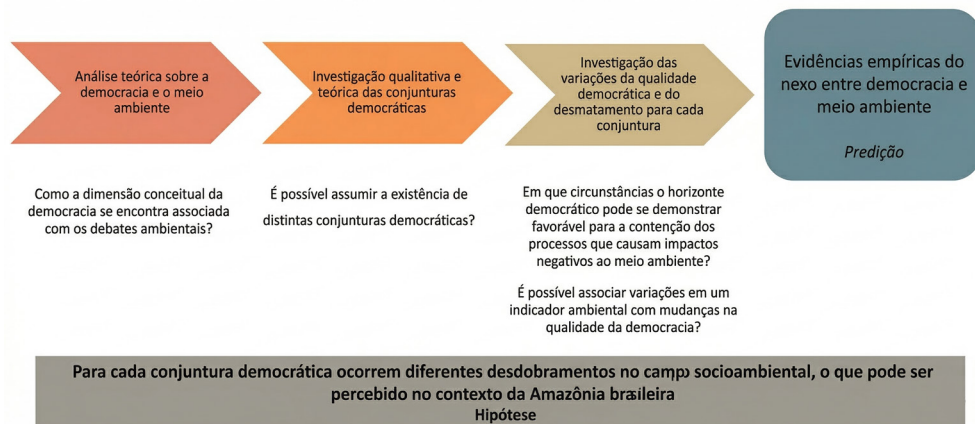 Análise teórica sobre a
democracia e o meio
ambiente
Investigação qualitativa e
teórica das conjunturas
democráticas
Investigação das
variações da qualidade
democrática e do
desmatamento para cada
conjuntura
Evidências empíricas do
nexo entre democracia e
meio ambiente
Predição
Como a dimensão conceitual da
democracia se encontra associada
com os debates ambientais?
É possível assumir a existência de
distintas conjunturas democráticas?
Em que circunstâncias o horizonte
democrático pode se demonstrar
favorável para a contenção dos
processos que causam impactos
negativos ao meio ambiente?
É possível associar variações em um
indicador ambiental com mudanças na
qualidade da democracia?
Para cada conjuntura democrática ocorrem diferentes desdobramentos no campo socioambiental, o que pode ser
percebido no contexto da Amazônia brasileira
Hipótese